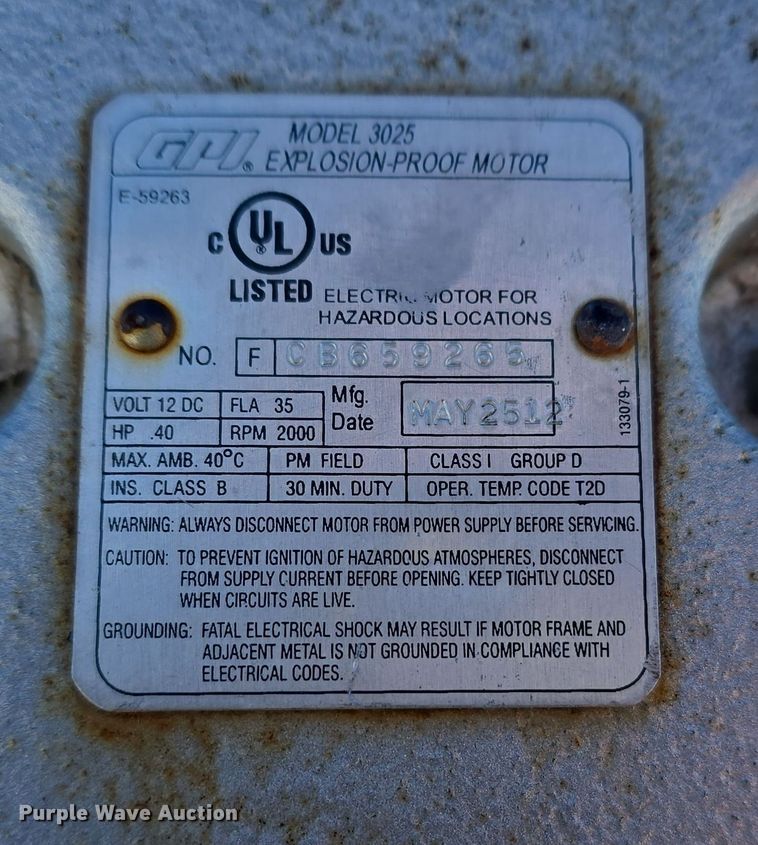 GPI® MODEL 3025
EXPLOSION-PROOF MOTOR
E-59263
C UL® US
LISTED ELECTRIC MOTOR FOR
HAZARDOUS LOCATIONS
NO. F CB659265
VOLT 12 DC FLA 35 Mfg. Date MAY2512
HP .40 RPM 2000
133079-1
MAX. AMB. 40°C PM FIELD CLASS I GROUP D
INS. CLASS B 30 MIN. DUTY OPER. TEMP. CODE T2D
WARNING: ALWAYS DISCONNECT MOTOR FROM POWER SUPPLY BEFORE SERVICING.
CAUTION: TO PREVENT IGNITION OF HAZARDOUS ATMOSPHERES, DISCONNECT
FROM SUPPLY CURRENT BEFORE OPENING. KEEP TIGHTLY CLOSED
WHEN CIRCUITS ARE LIVE.
GROUNDING: FATAL ELECTRICAL SHOCK MAY RESULT IF MOTOR FRAME AND
ADJACENT METAL IS NOT GROUNDED IN COMPLIANCE WITH
ELECTRICAL CODES.
Purple Wave Auction